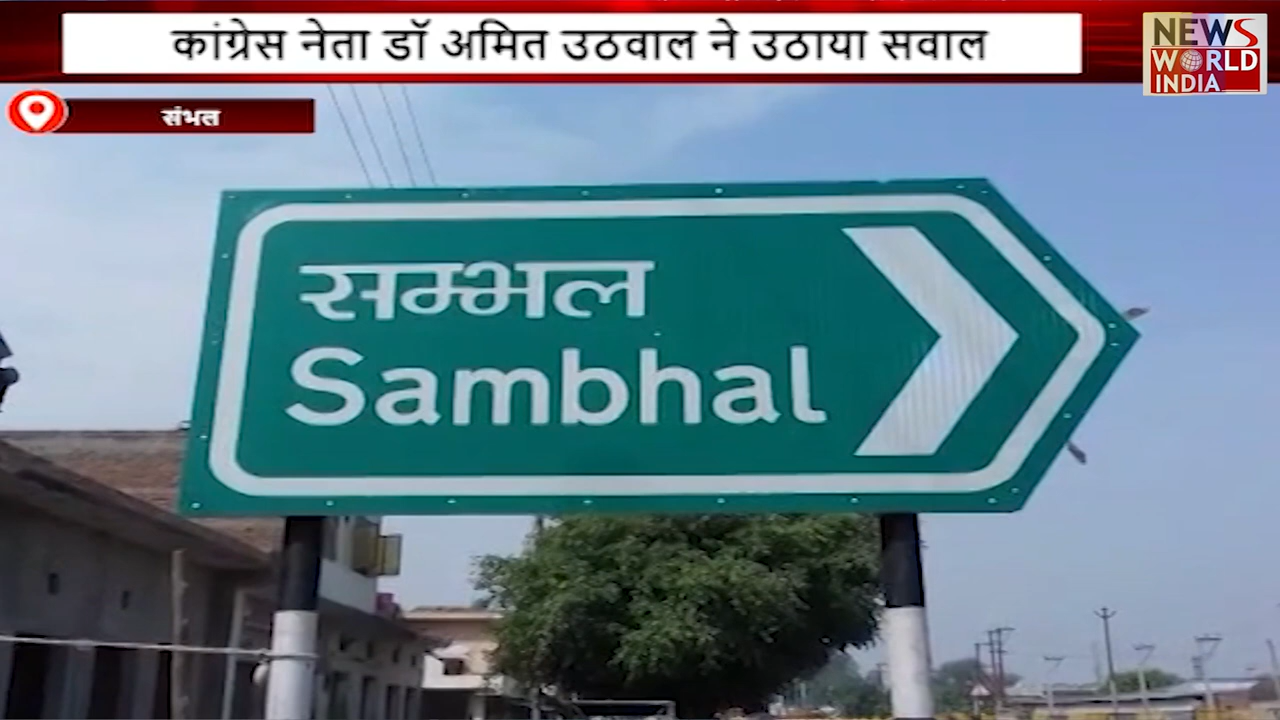 कांग्रेस नेता डॉ अमित उठवाल ने उठाया सवाल
NEWS
WORLD
INDIA
संभल
सम्भल
Sambhal